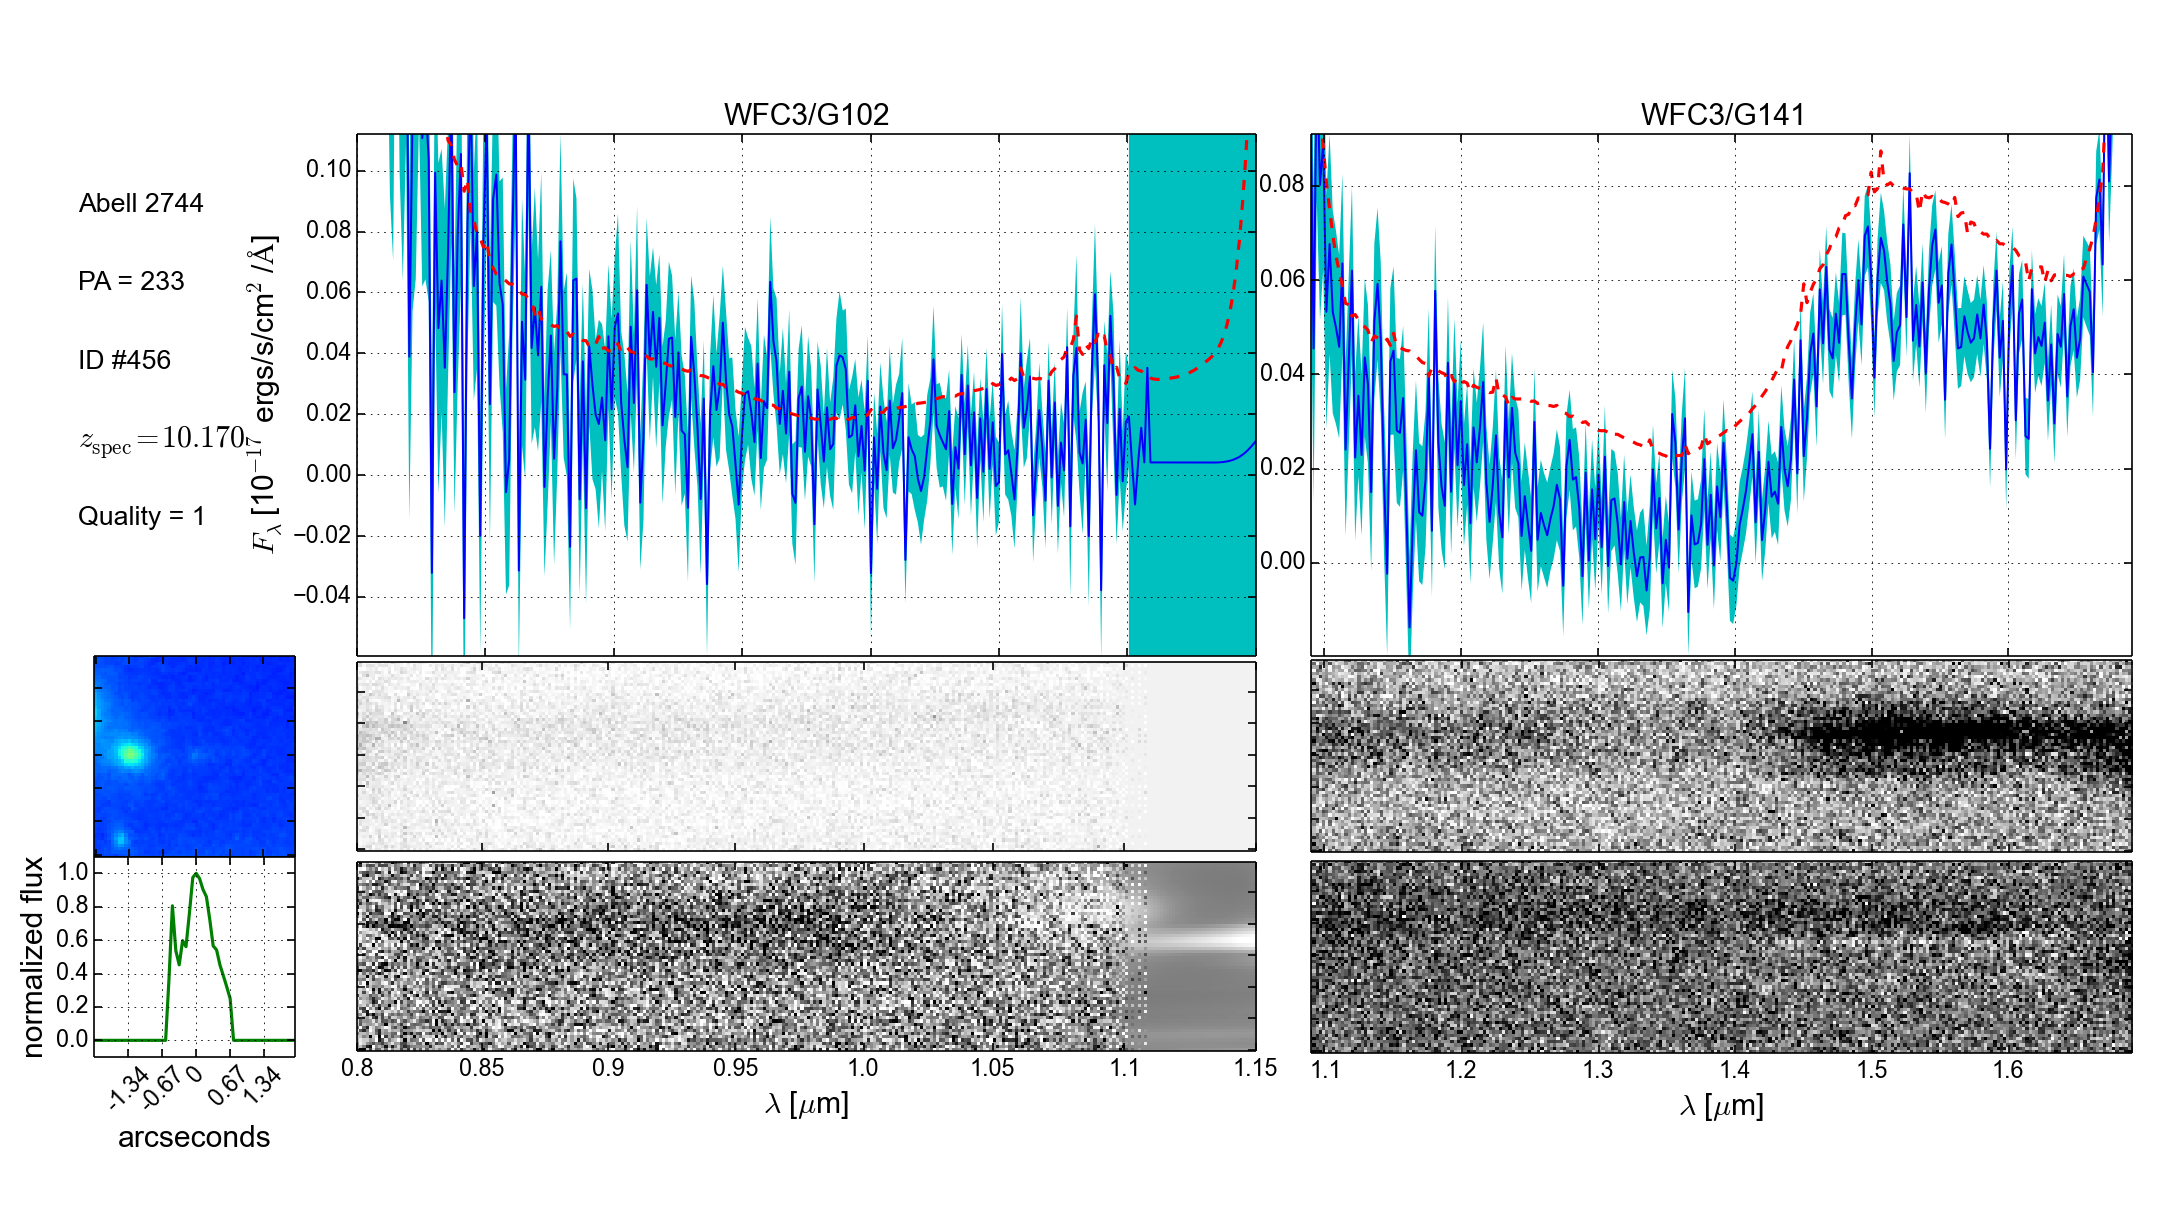 WFC3/G102
WFC3/G141
Abell 2744
PA = 233
ID #456
z_spec = 10.170
Quality = 1
F_λ [10^−17 ergs/s/cm^2 /Å]
0.10
0.08
0.06
0.04
0.02
0.00
−0.02
−0.04
0.08
0.06
0.04
0.02
0.00
normalized flux
1.0
0.8
0.6
0.4
0.2
0.0
-1.34 -0.67 0 0.67 1.34
arcseconds
0.8 0.85 0.9 0.95 1.0 1.05 1.1 1.15
λ [μm]
1.1 1.2 1.3 1.4 1.5 1.6
λ [μm]